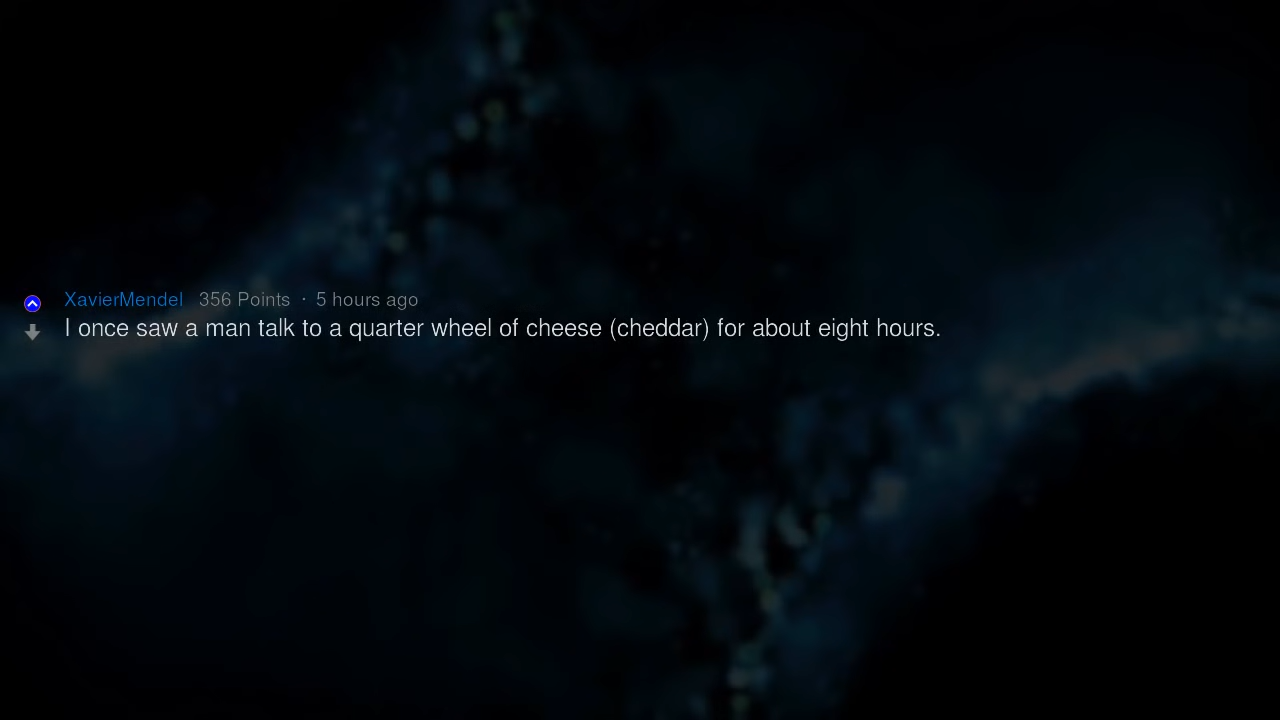 XavierMendel 356 Points · 5 hours ago
I once saw a man talk to a quarter wheel of cheese (cheddar) for about eight hours.